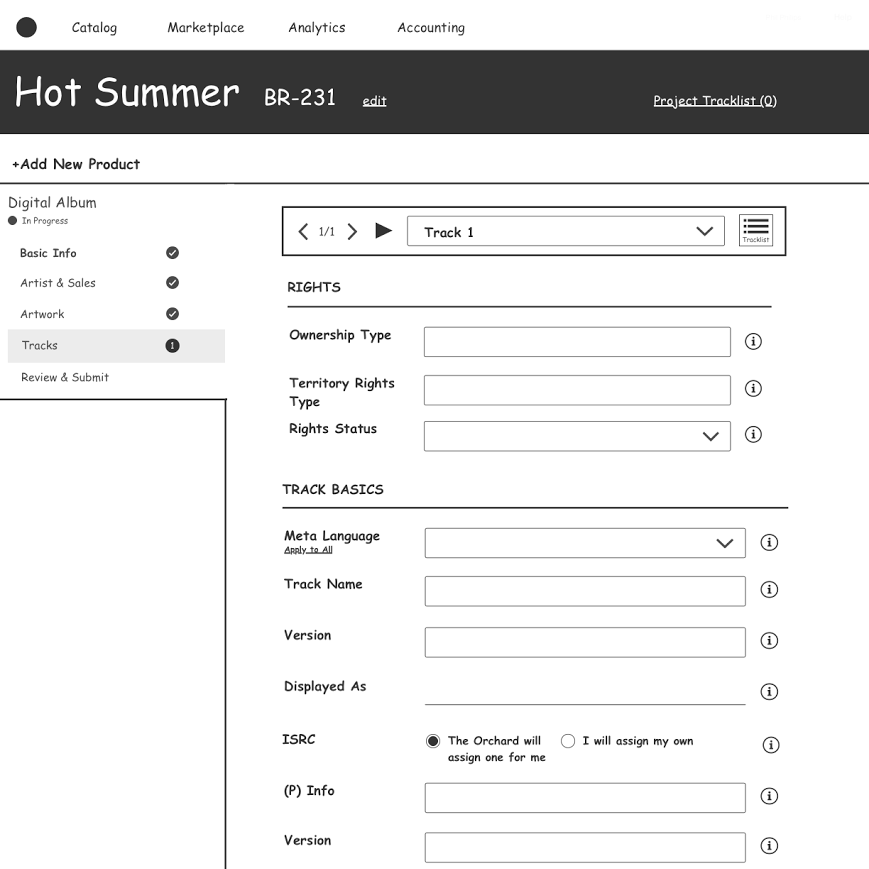 Catalog Marketplace Analytics Accounting
Hot Summer BR-231 edit Project Tracklist (0)
+Add New Product
Digital Album
In Progress
Basic Info
Artist & Sales
Artwork
Tracks 1
Review & Submit
1/1 Track 1 Tracklist
RIGHTS
Ownership Type
Territory Rights
Type
Rights Status
TRACK BASICS
Meta Language
Apply to All
Track Name
Version
Displayed As
ISRC
The Orchard will
assign one for me
I will assign my own
(P) Info
Version